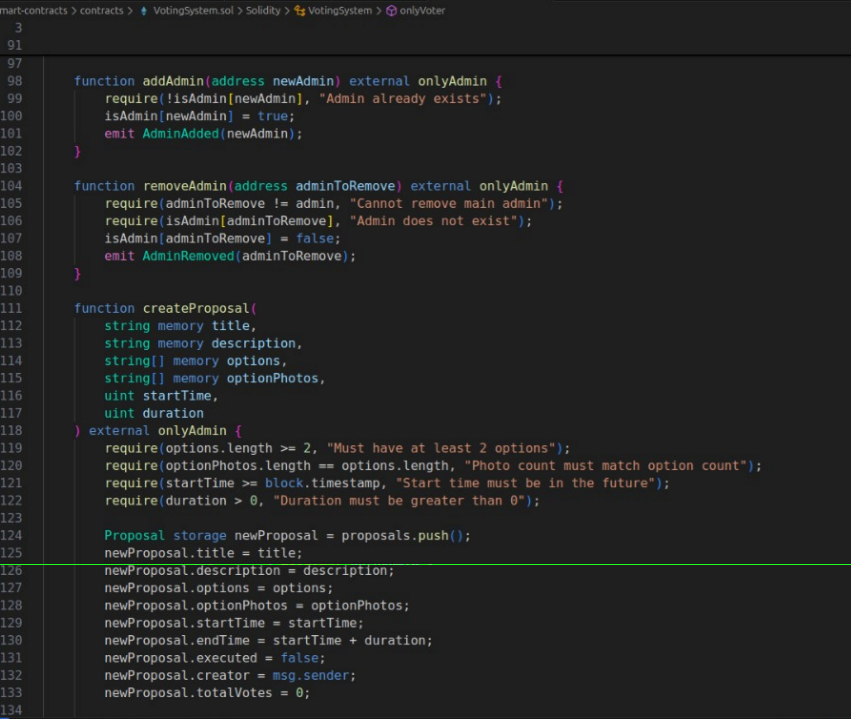 mart-contracts > contracts > VotingSystem.sol > Solidity > VotingSystem > onlyVoter
3
91
97
98 function addAdmin(address newAdmin) external onlyAdmin {
99 require(!isAdmin[newAdmin], "Admin already exists");
100 isAdmin[newAdmin] = true;
101 emit AdminAdded(newAdmin);
102 }
103
104 function removeAdmin(address adminToRemove) external onlyAdmin {
105 require(adminToRemove != admin, "Cannot remove main admin");
106 require(isAdmin[adminToRemove], "Admin does not exist");
107 isAdmin[adminToRemove] = false;
108 emit AdminRemoved(adminToRemove);
109 }
110
111 function createProposal(
112 string memory title,
113 string memory description,
114 string[] memory options,
115 string[] memory optionPhotos,
116 uint startTime,
117 uint duration
118 ) external onlyAdmin {
119 require(options.length >= 2, "Must have at least 2 options");
120 require(optionPhotos.length == options.length, "Photo count must match option count");
121 require(startTime >= block.timestamp, "Start time must be in the future");
122 require(duration > 0, "Duration must be greater than 0");
123
124 Proposal storage newProposal = proposals.push();
125 newProposal.title = title;
126 newProposal.description = description;
127 newProposal.options = options;
128 newProposal.optionPhotos = optionPhotos;
129 newProposal.startTime = startTime;
130 newProposal.endTime = startTime + duration;
131 newProposal.executed = false;
132 newProposal.creator = msg.sender;
133 newProposal.totalVotes = 0;
134